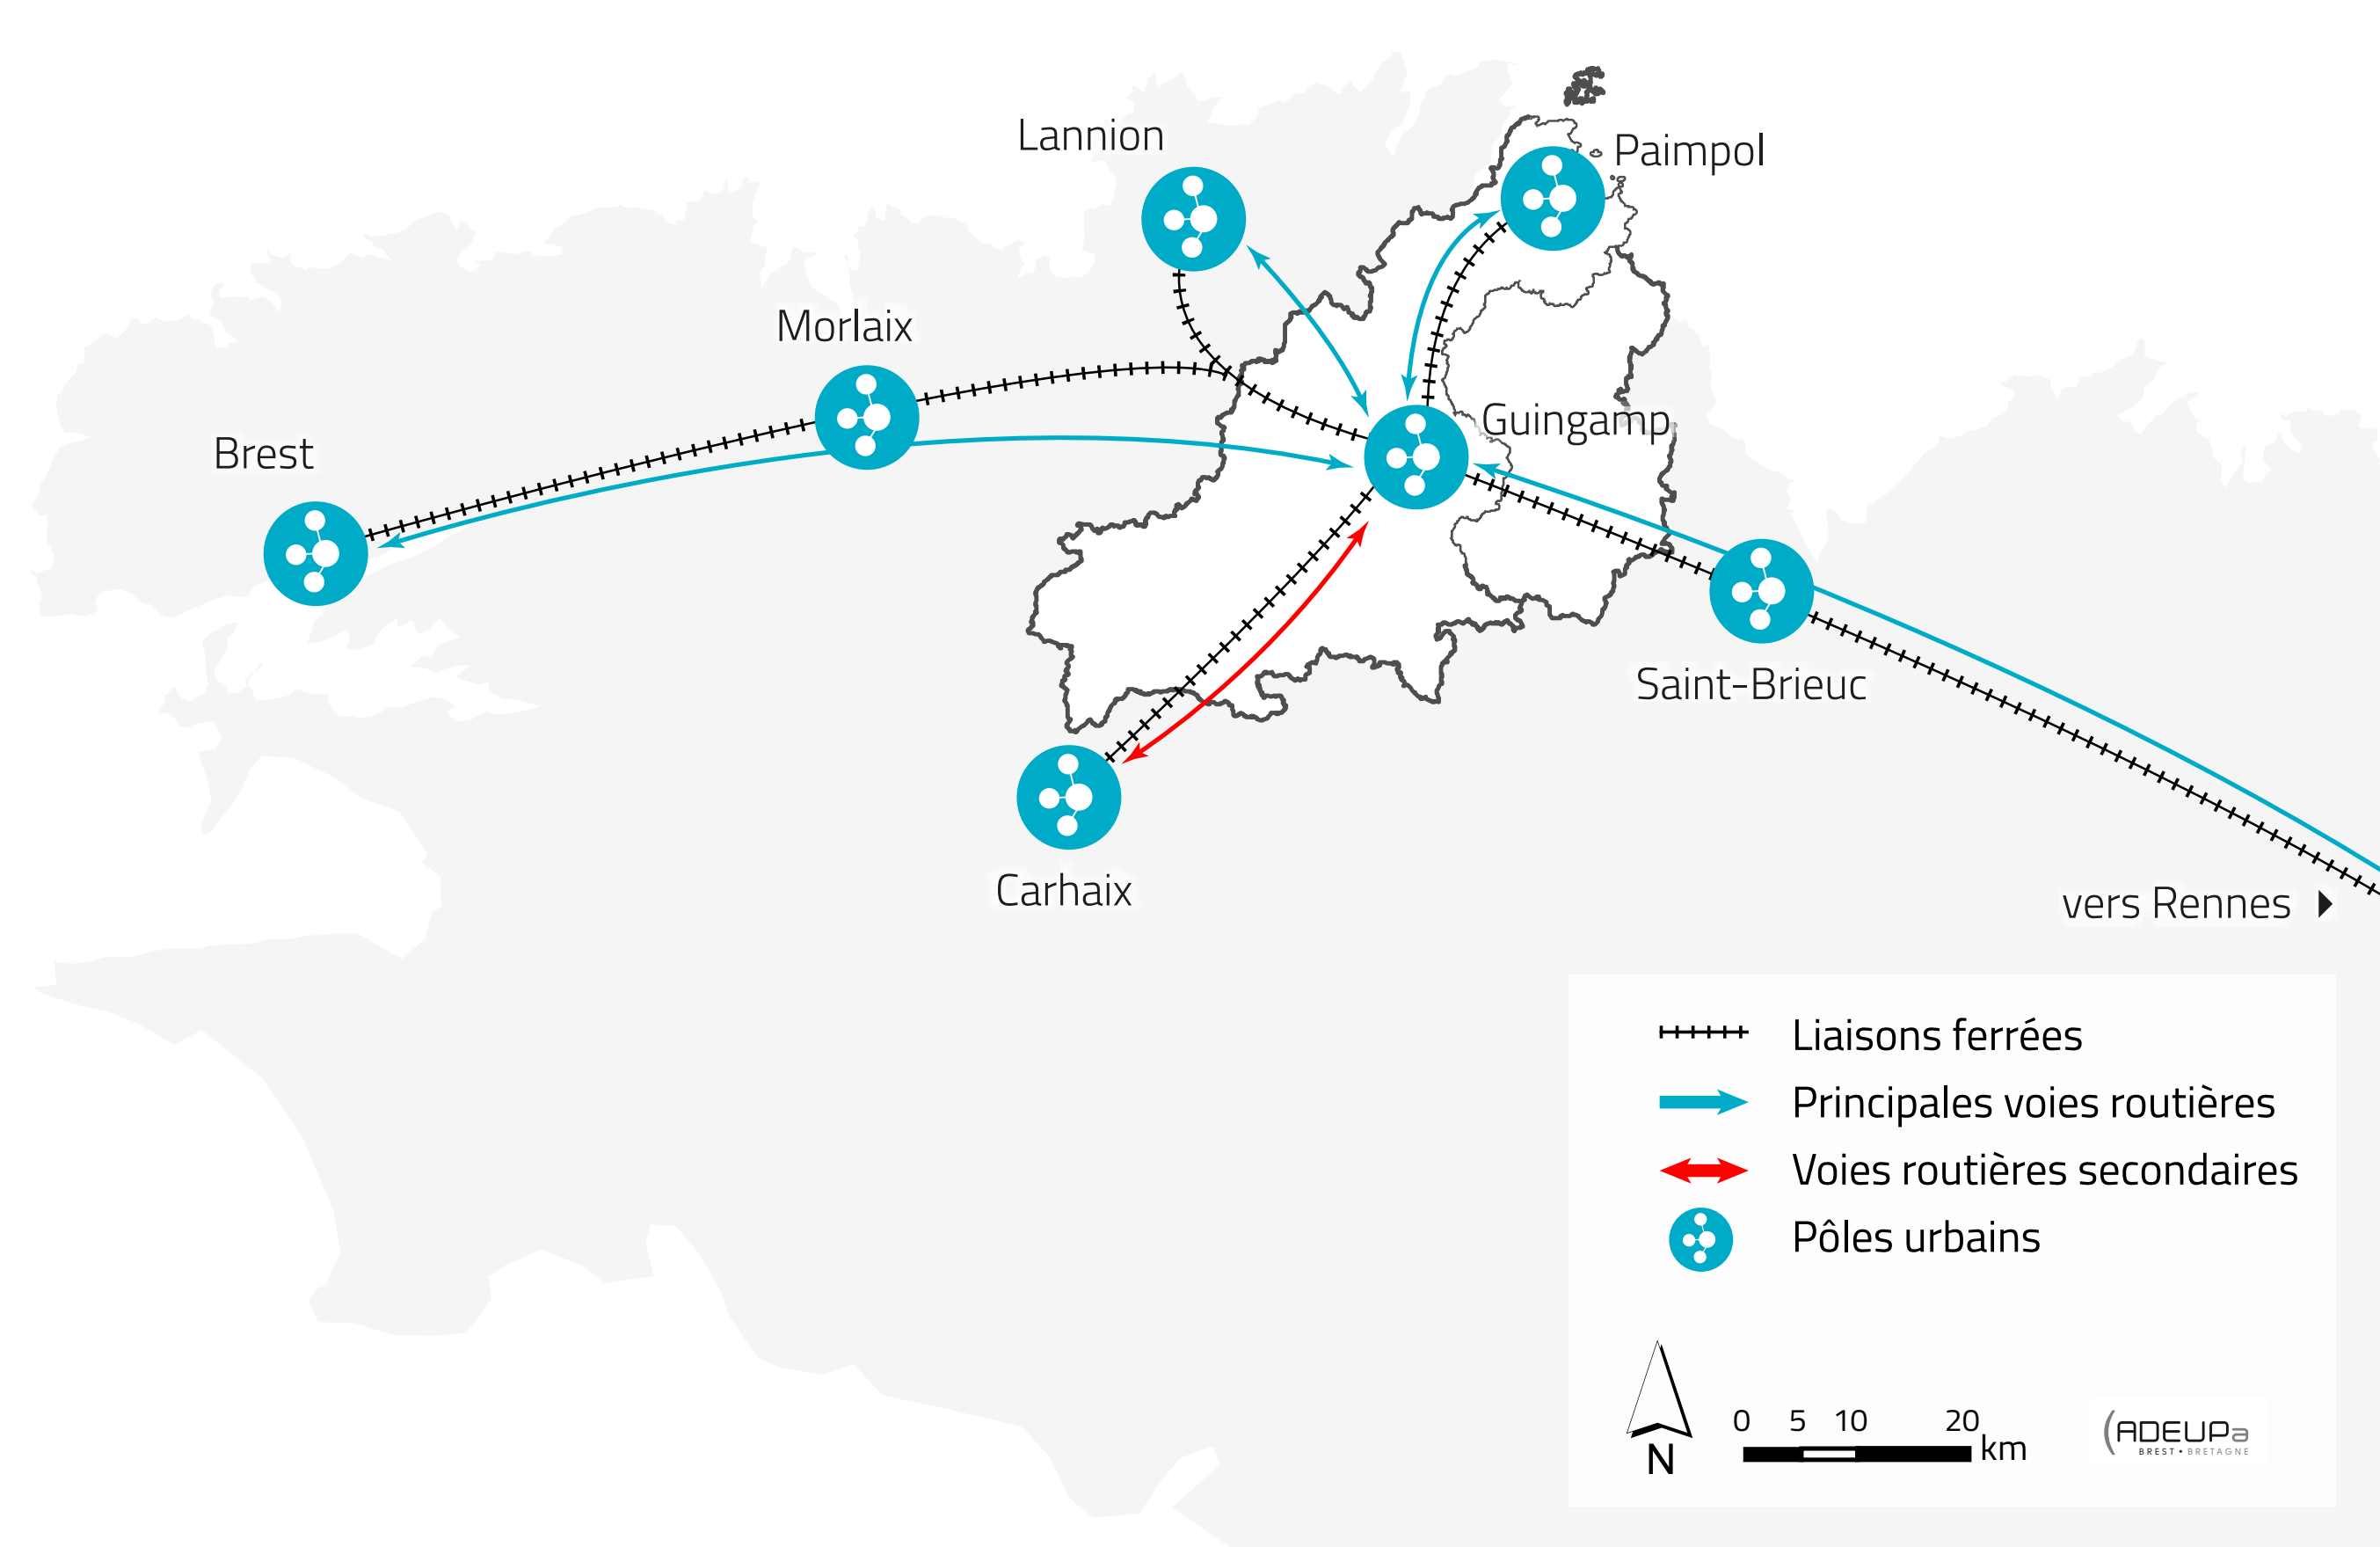 Lannion
Paimpol
Morlaix
Guingamp
Brest
Saint-Brieuc
Carhaix
vers Rennes
Liaisons ferrées
Principales voies routières
Voies routières secondaires
Pôles urbains
0 5 10 20
km
N
ADEUPa
BREST • BRETAGNE